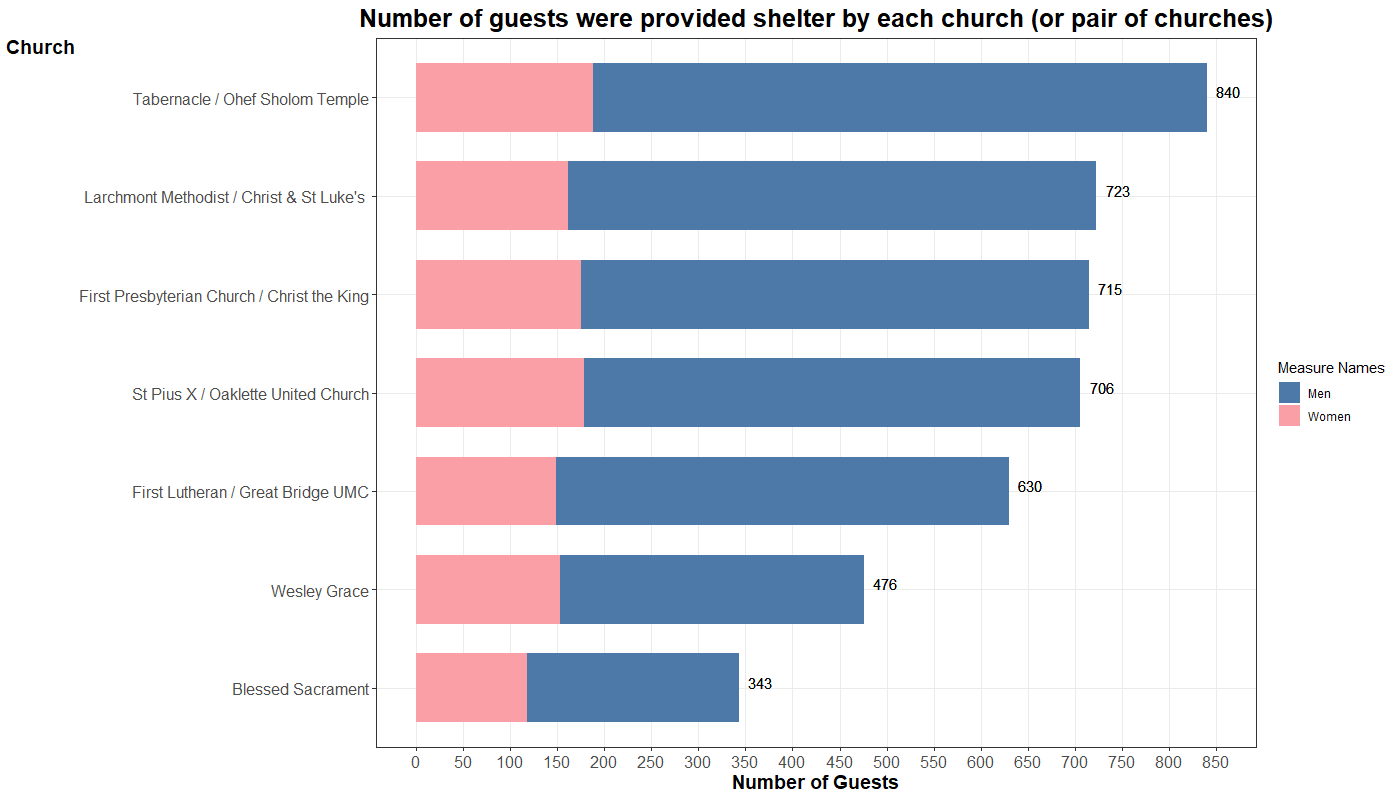 Number of guests were provided shelter by each church (or pair of churches)
Church
Tabernacle / Ohef Sholom Temple
840
Larchmont Methodist / Christ & St Luke's
723
First Presbyterian Church / Christ the King
715
St Pius X / Oaklette United Church
706
First Lutheran / Great Bridge UMC
630
Wesley Grace
476
Blessed Sacrament
343
0 50 100 150 200 250 300 350 400 450 500 550 600 650 700 750 800 850
Number of Guests
Measure Names
Men
Women